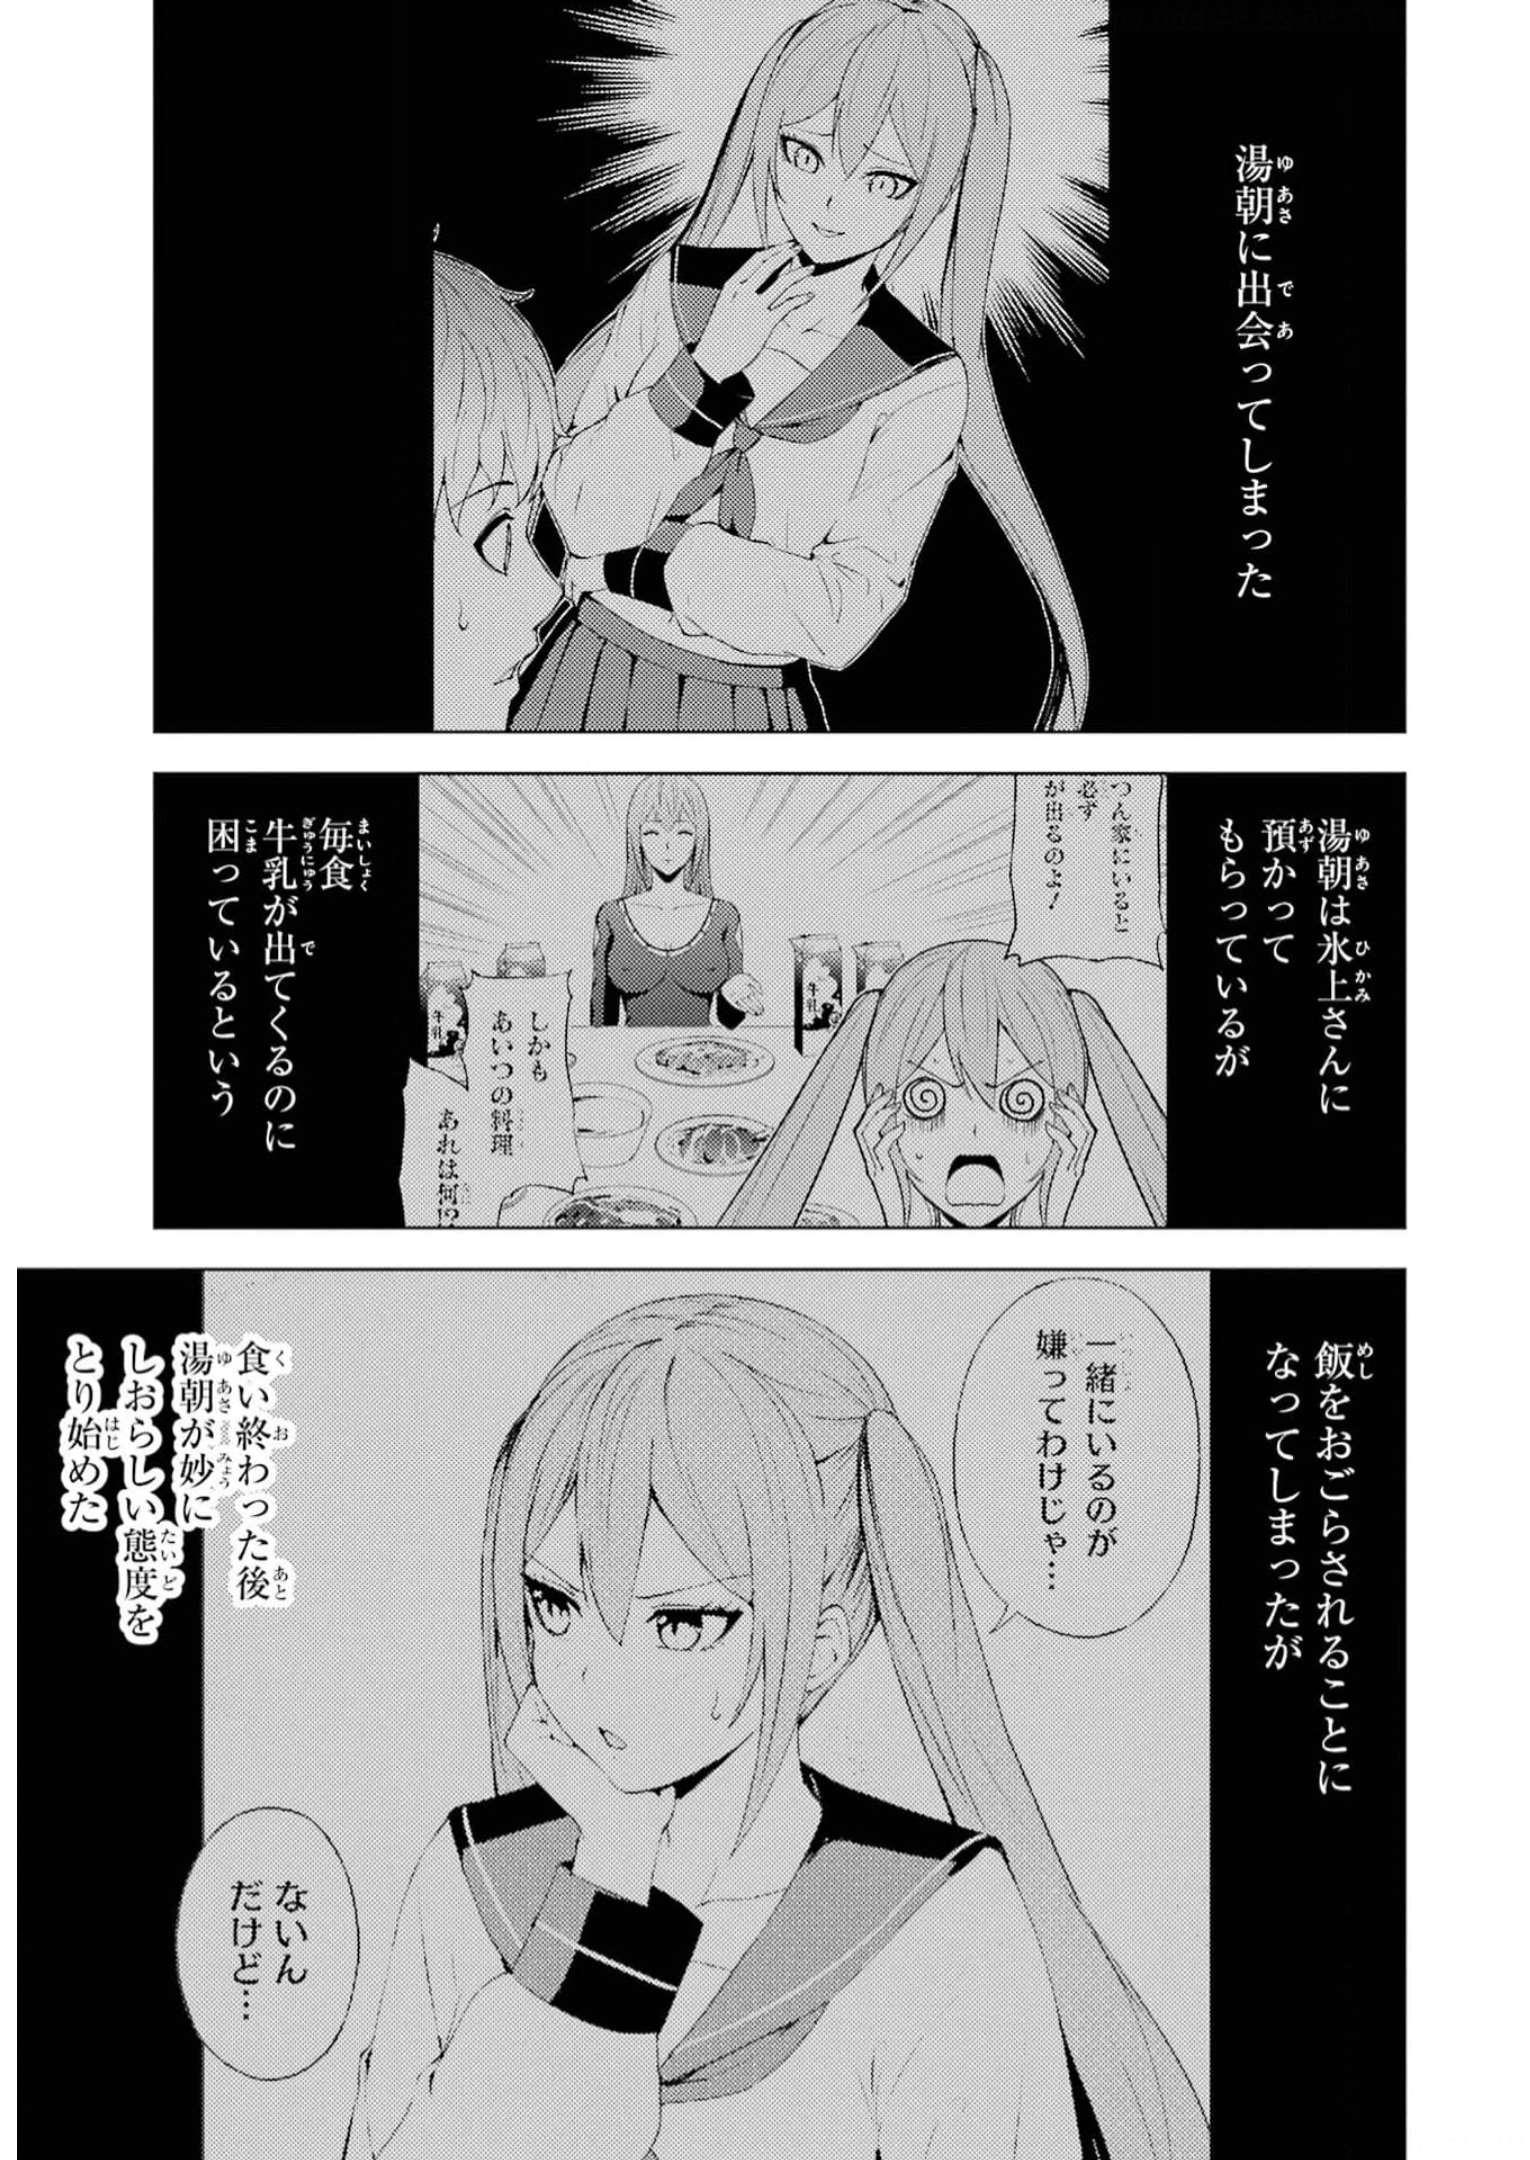 湯朝に出会ってしまった
湯朝は氷上さんに
預かって
もらっているが
つん家にいると
必ず
が出るのよ！
しかも
あいつの料理
あれは何!?
牛乳
毎食
牛乳が出てくるのに
困っているという
飯をおごらされることに
なってしまったが
一緒にいるのが
嫌ってわけじゃ…
ないん
だけど…
食い終わった後
湯朝が妙に
しおらしい態度を
とり始めた